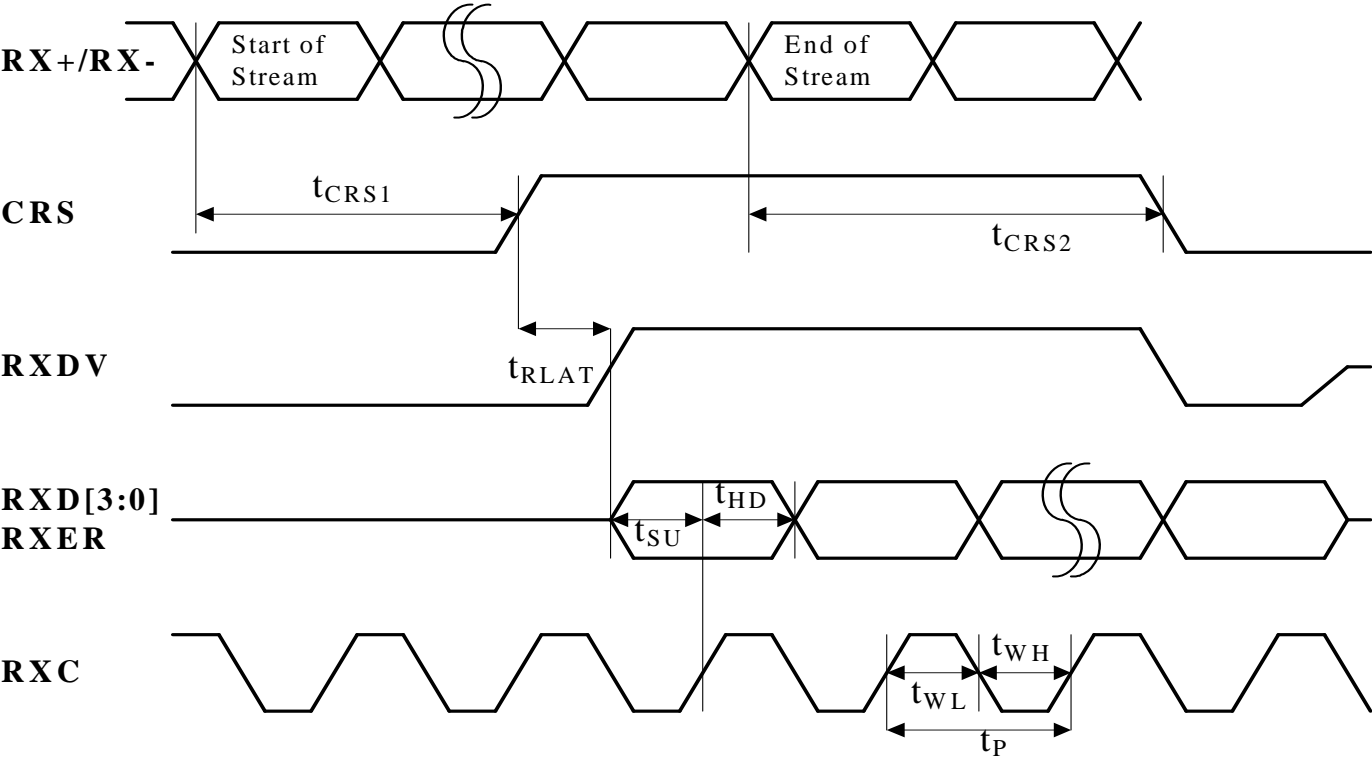 RX+/RX-
Start of
Stream
End of
Stream
CRS
tCRS1
tCRS2
RXDV
tRLAT
RXD[3:0]
RXER
tSU
tHD
RXC
tWL
tWH
tP